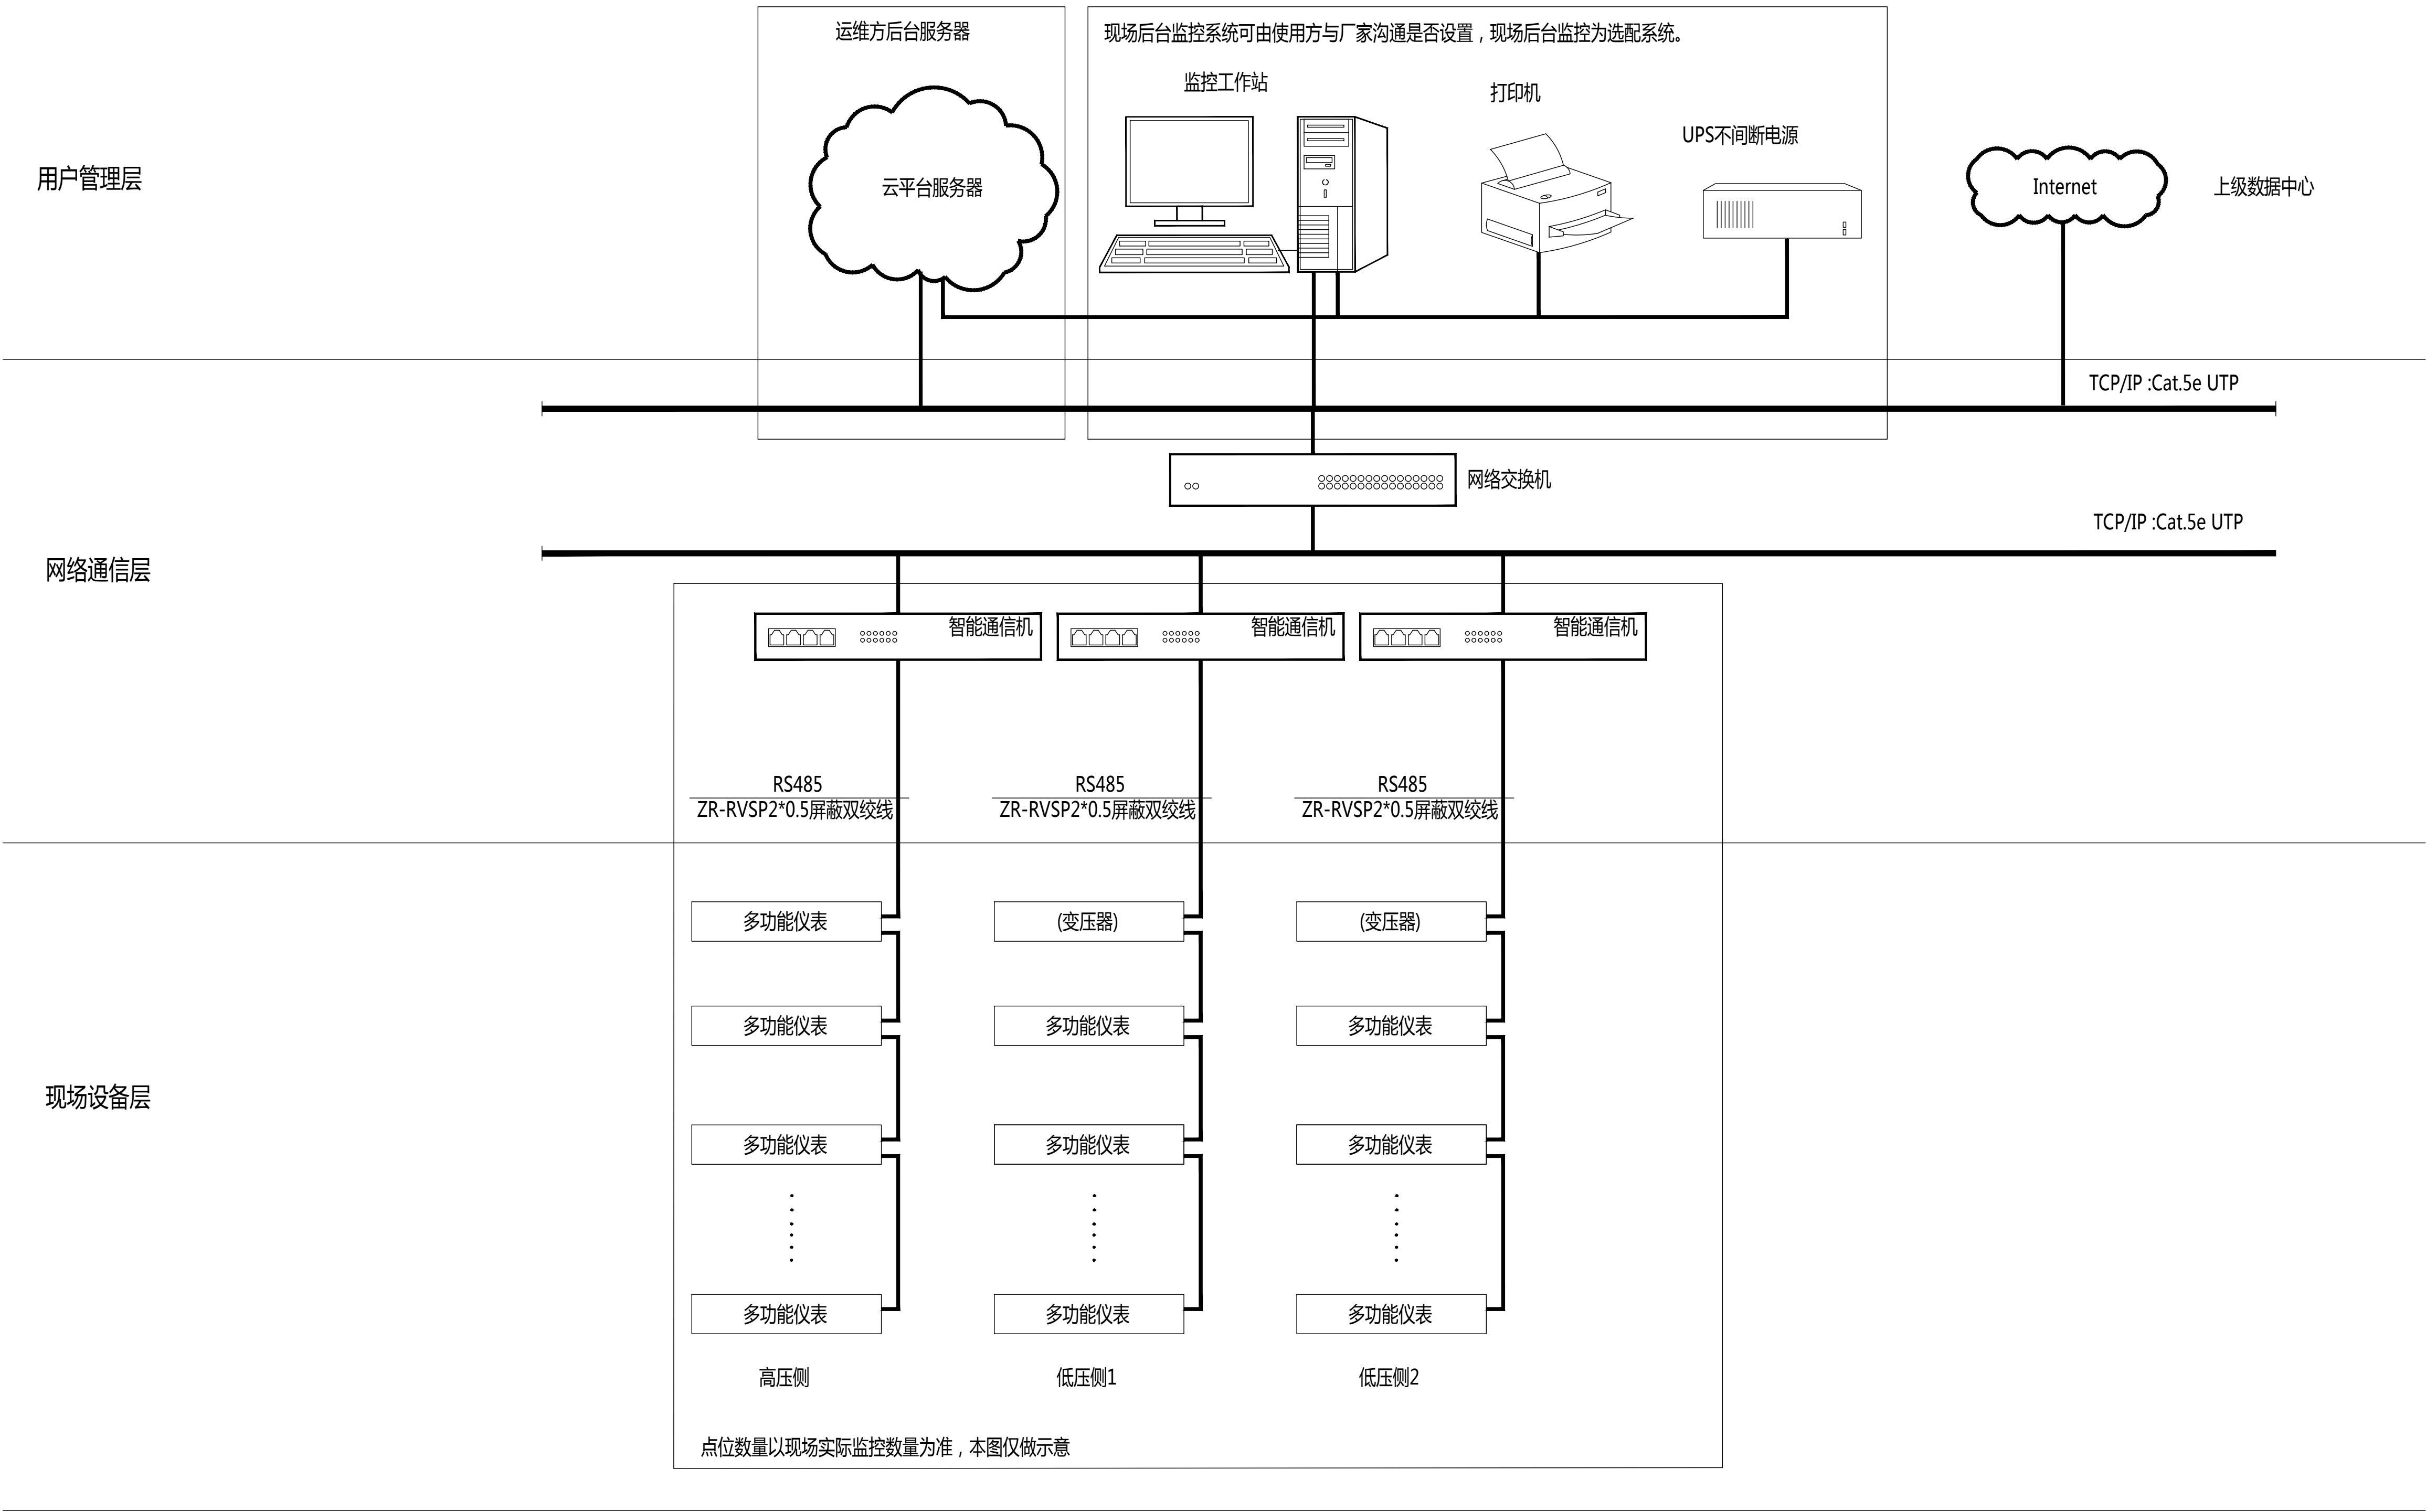 运维方后台服务器
现场后台监控系统可由使用方与厂家沟通是否设置，现场后台监控为选配系统。
监控工作站
打印机
UPS不间断电源
用户管理层
云平台服务器
Internet
上级数据中心
TCP/IP :Cat.5e UTP
网络交换机
TCP/IP :Cat.5e UTP
网络通信层
智能通信机
智能通信机
智能通信机
RS485
ZR-RVSP2*0.5屏蔽双绞线
RS485
ZR-RVSP2*0.5屏蔽双绞线
RS485
ZR-RVSP2*0.5屏蔽双绞线
现场设备层
多功能仪表
(变压器)
(变压器)
多功能仪表
多功能仪表
多功能仪表
多功能仪表
多功能仪表
多功能仪表
多功能仪表
多功能仪表
多功能仪表
高压侧
低压侧1
低压侧2
点位数量以现场实际监控数量为准，本图仅做示意